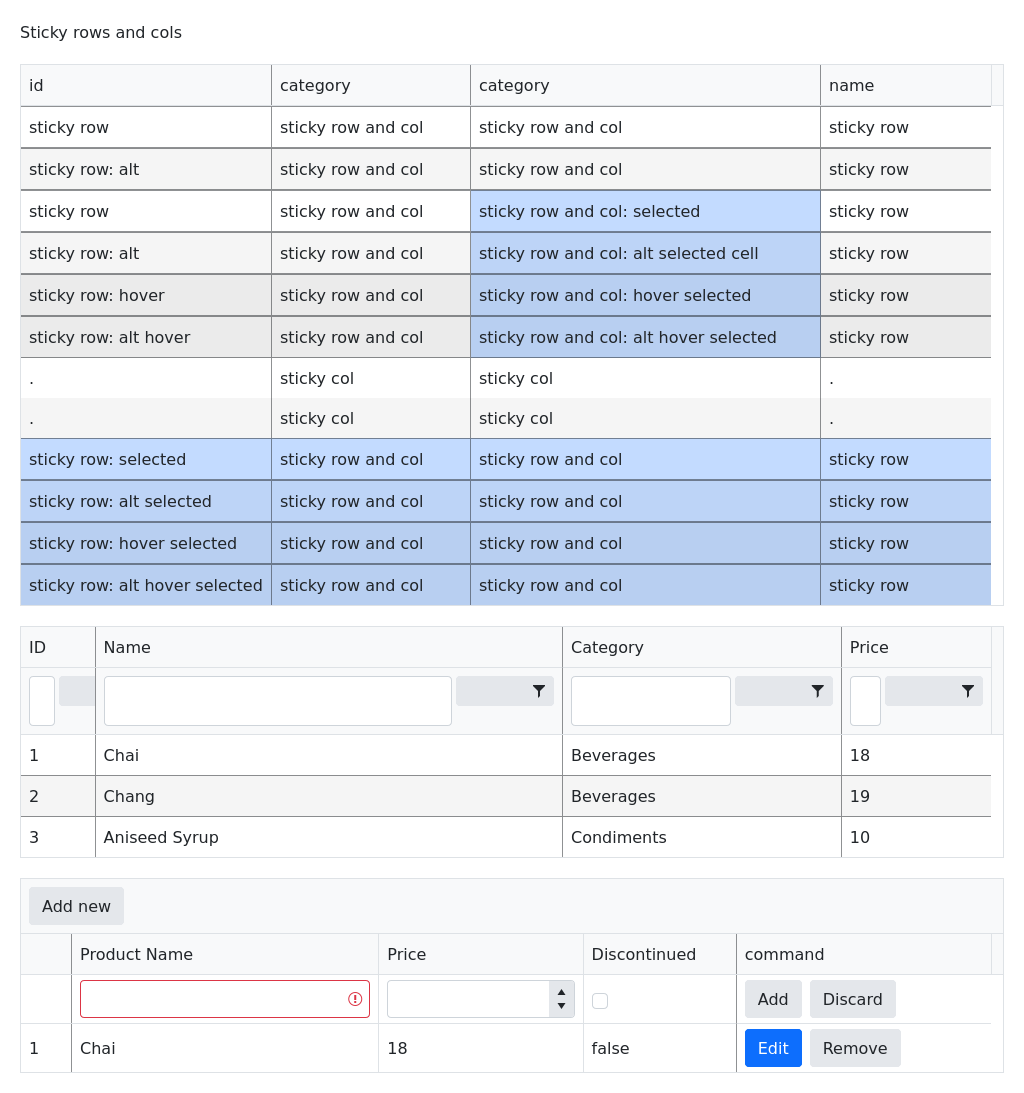 Sticky rows and cols
id category category name
sticky row sticky row and col sticky row and col sticky row
sticky row: alt sticky row and col sticky row and col sticky row
sticky row sticky row and col sticky row and col: selected sticky row
sticky row: alt sticky row and col sticky row and col: alt selected cell sticky row
sticky row: hover sticky row and col sticky row and col: hover selected sticky row
sticky row: alt hover sticky row and col sticky row and col: alt hover selected sticky row
. sticky col sticky col .
. sticky col sticky col .
sticky row: selected sticky row and col sticky row and col sticky row
sticky row: alt selected sticky row and col sticky row and col sticky row
sticky row: hover selected sticky row and col sticky row and col sticky row
sticky row: alt hover selected sticky row and col sticky row and col sticky row
ID Name Category Price
1 Chai Beverages 18
2 Chang Beverages 19
3 Aniseed Syrup Condiments 10
Add new
Product Name Price Discontinued command
Add Discard
1 Chai 18 false Edit Remove